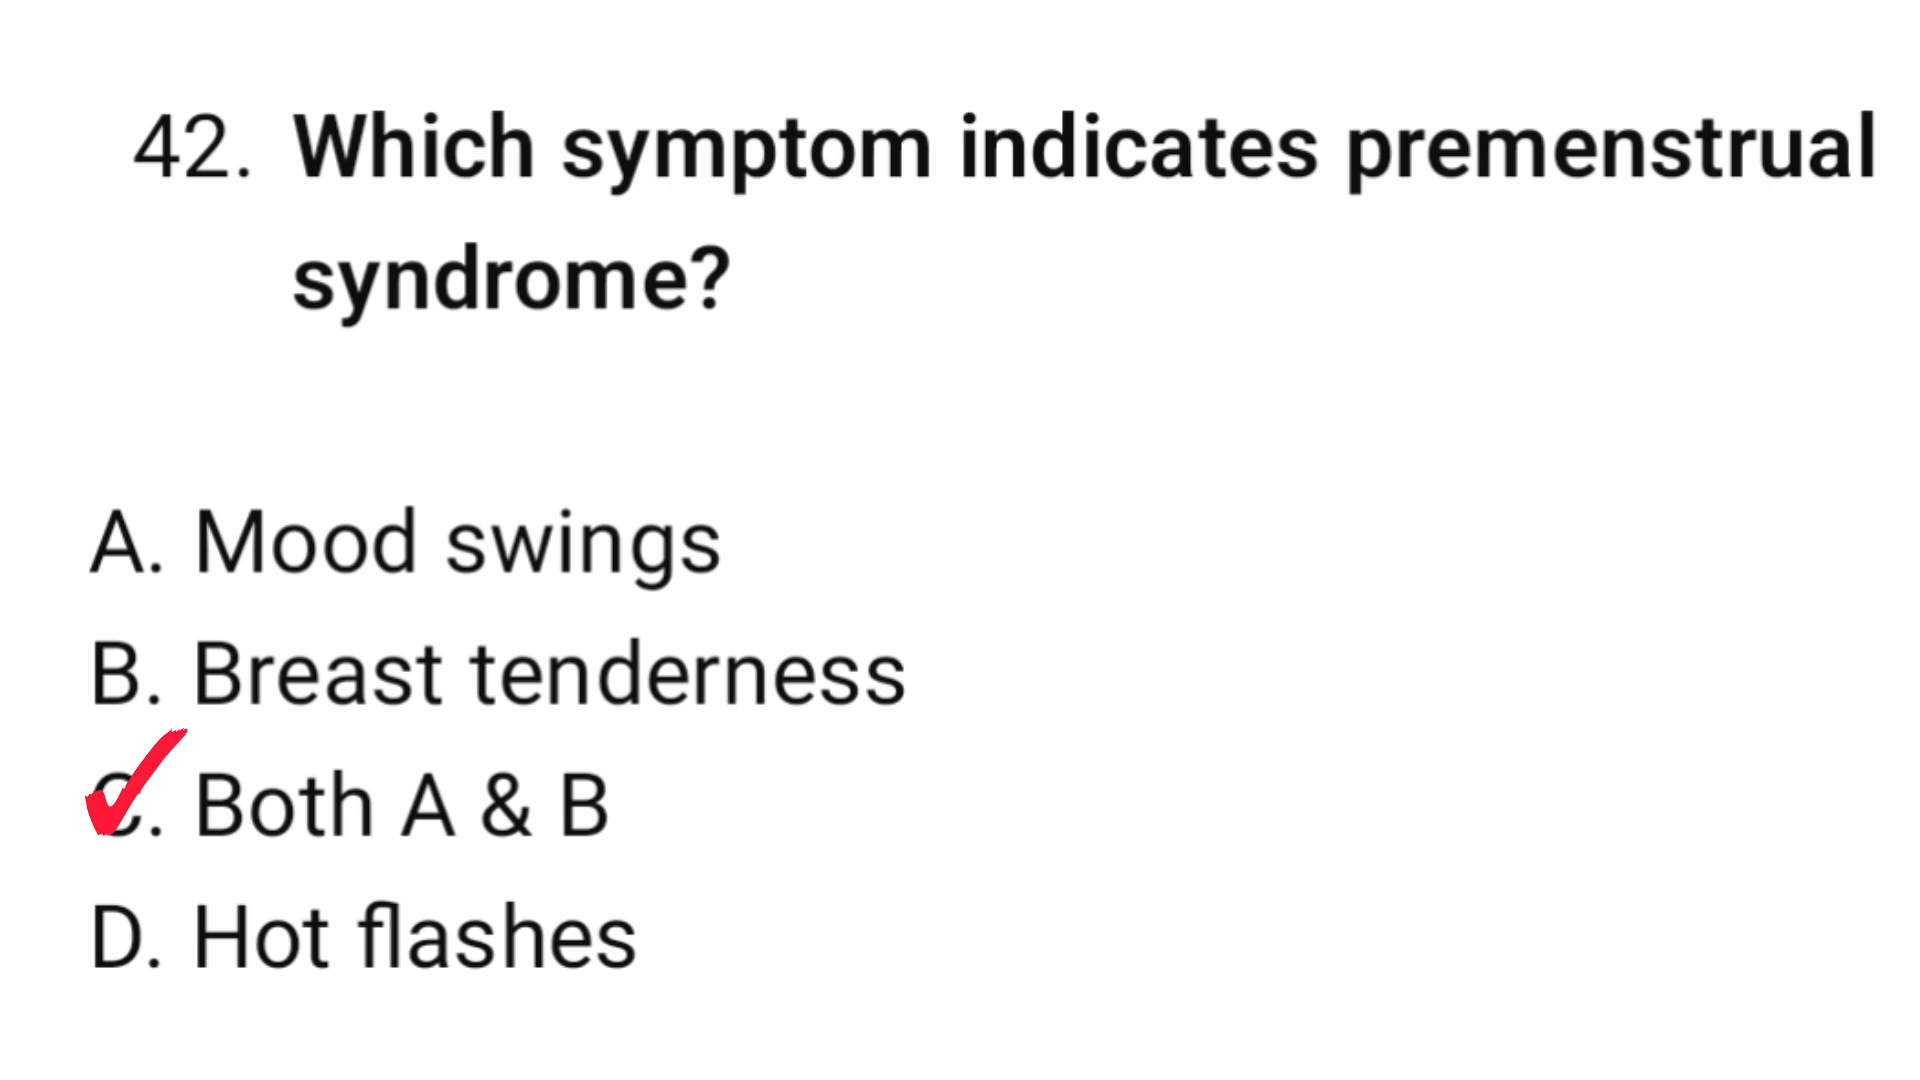 42. Which symptom indicates premenstrual
syndrome?
A. Mood swings
B. Breast tenderness
C. Both A & B
D. Hot flashes